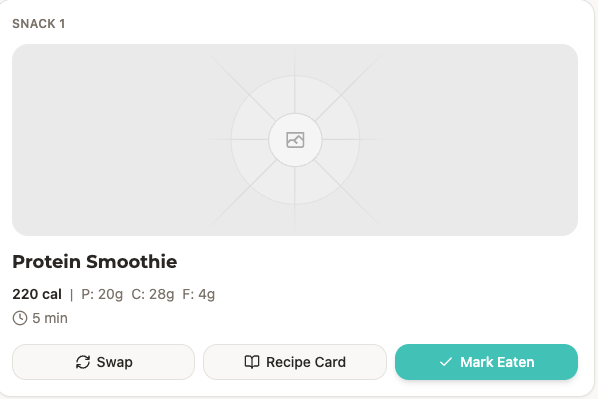 SNACK 1
Protein Smoothie
220 cal | P: 20g C: 28g F: 4g
5 min
Swap
Recipe Card
Mark Eaten